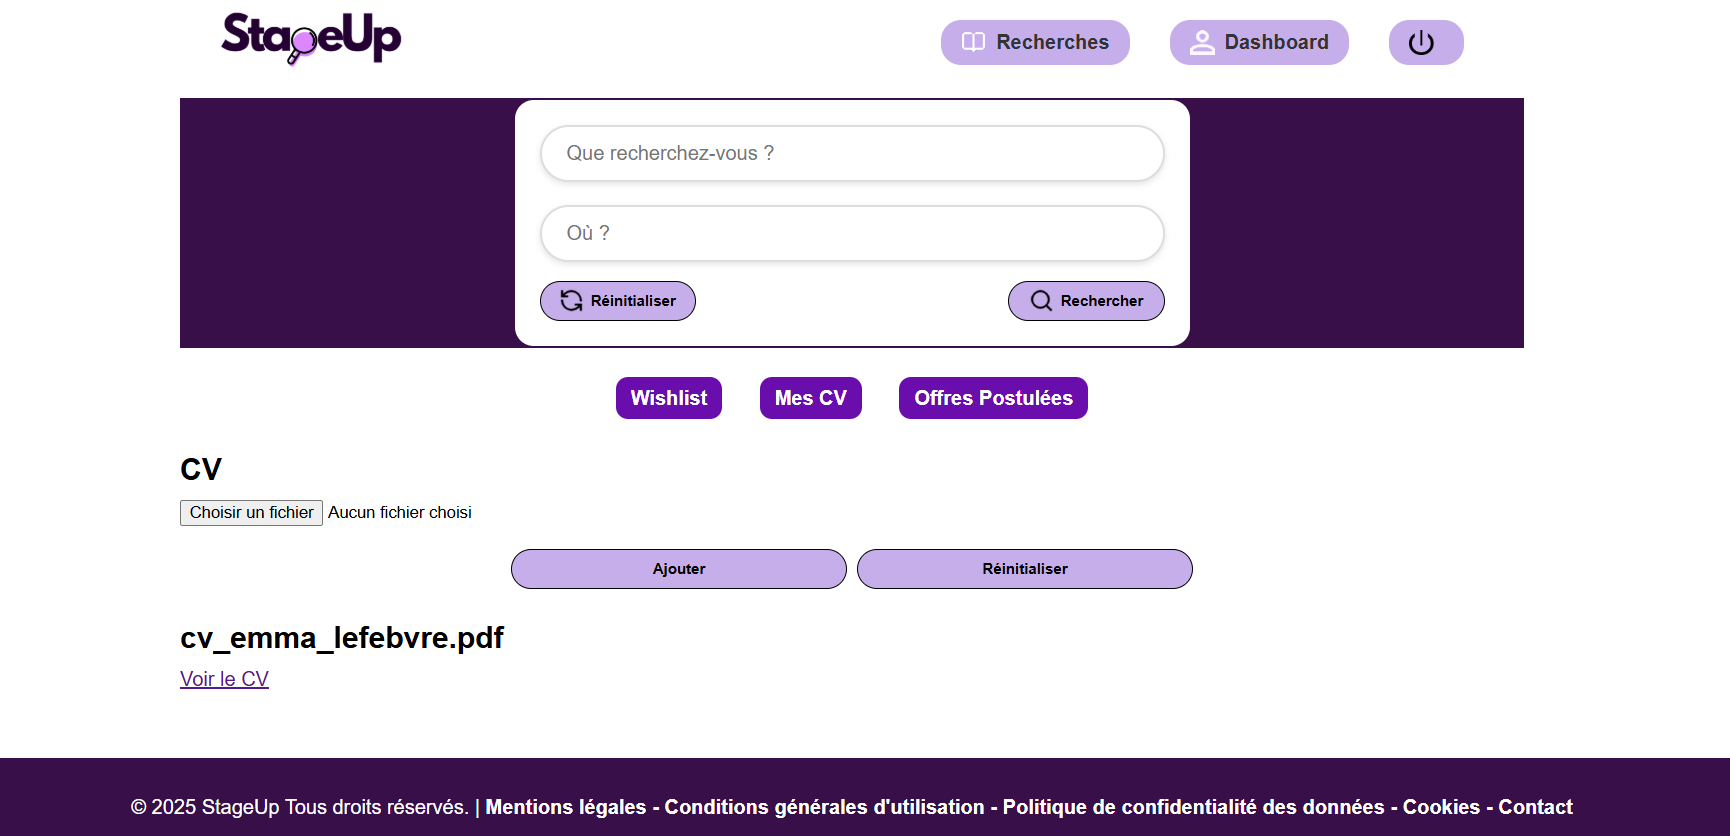 StageUp
Recherches
Dashboard
Que recherchez-vous ?
Où ?
Réinitialiser
Rechercher
Wishlist
Mes CV
Offres Postulées
CV
Choisir un fichier Aucun fichier choisi
Ajouter
Réinitialiser
cv_emma_lefebvre.pdf
Voir le CV
© 2025 StageUp Tous droits réservés. | Mentions légales - Conditions générales d'utilisation - Politique de confidentialité des données - Cookies - Contact